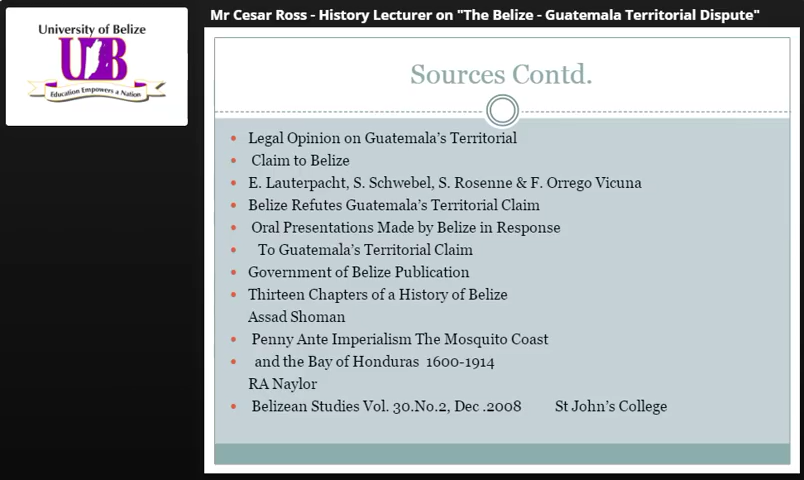 Mr Cesar Ross - History Lecturer on "The Belize - Guatemala Territorial Dispute"
University of Belize
UB
Education Empowers a Nation
Sources Contd.
• Legal Opinion on Guatemala's Territorial
• Claim to Belize
• E. Lauterpacht, S. Schwebel, S. Rosenne & F. Orrego Vicuna
• Belize Refutes Guatemala's Territorial Claim
• Oral Presentations Made by Belize in Response
• To Guatemala's Territorial Claim
• Government of Belize Publication
• Thirteen Chapters of a History of Belize
Assad Shoman
• Penny Ante Imperialism The Mosquito Coast
• and the Bay of Honduras 1600-1914
RA Naylor
• Belizean Studies Vol. 30.No.2, Dec .2008 St John's College